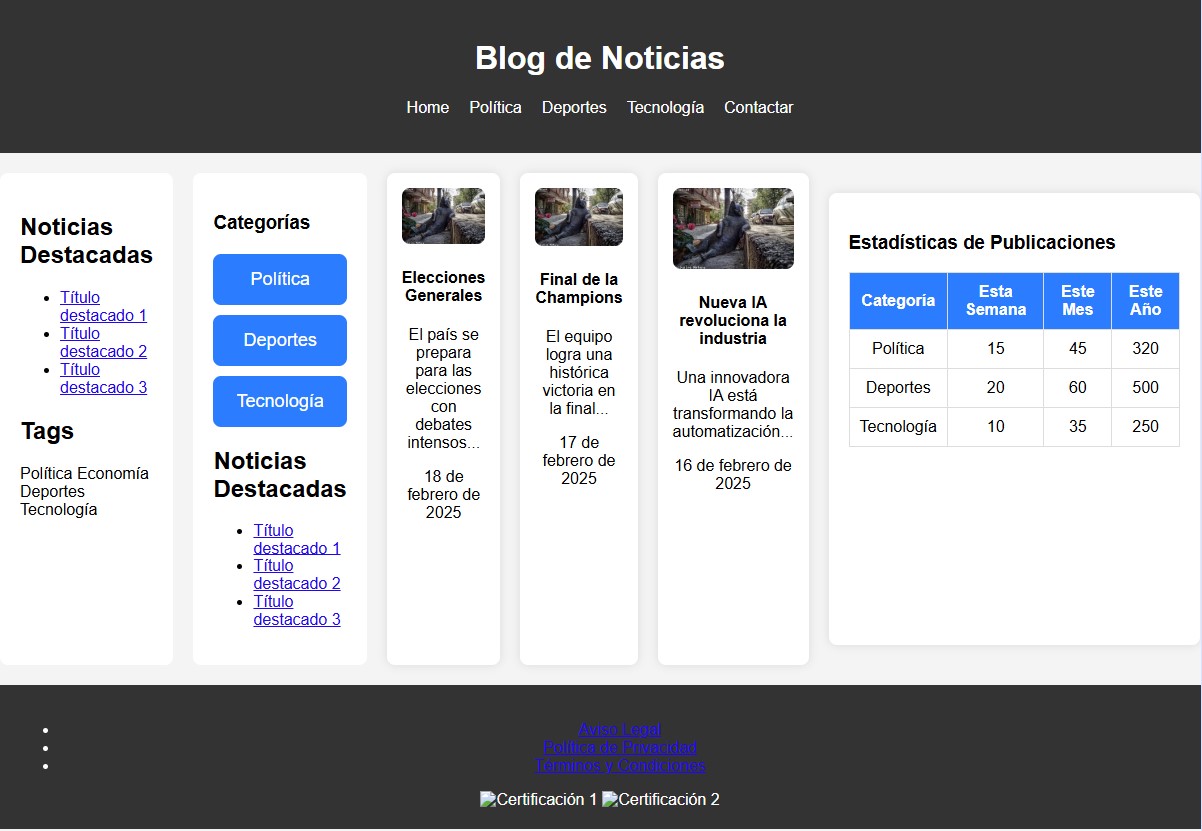 Blog de Noticias
Home Política Deportes Tecnología Contactar
Noticias
Destacadas
Título
destacado 1
Título
destacado 2
Título
destacado 3
Tags
Política Economía
Deportes
Tecnología
Categorías
Política
Deportes
Tecnología
Noticias
Destacadas
Título
destacado 1
Título
destacado 2
Título
destacado 3
Elecciones
Generales
El país se
prepara
para las
elecciones
con
debates
intensos...
18 de
febrero de
2025
Final de la
Champions
El equipo
logra una
histórica
victoria en
la final...
17 de
febrero de
2025
Nueva IA
revoluciona la
industria
Una innovadora
IA está
transformando la
automatización...
16 de febrero de
2025
Estadísticas de Publicaciones
Categoría Esta Semana Este Mes Este Año
Política 15 45 320
Deportes 20 60 500
Tecnología 10 35 250
Aviso Legal
Política de Privacidad
Términos y Condiciones
Certificación 1 Certificación 2